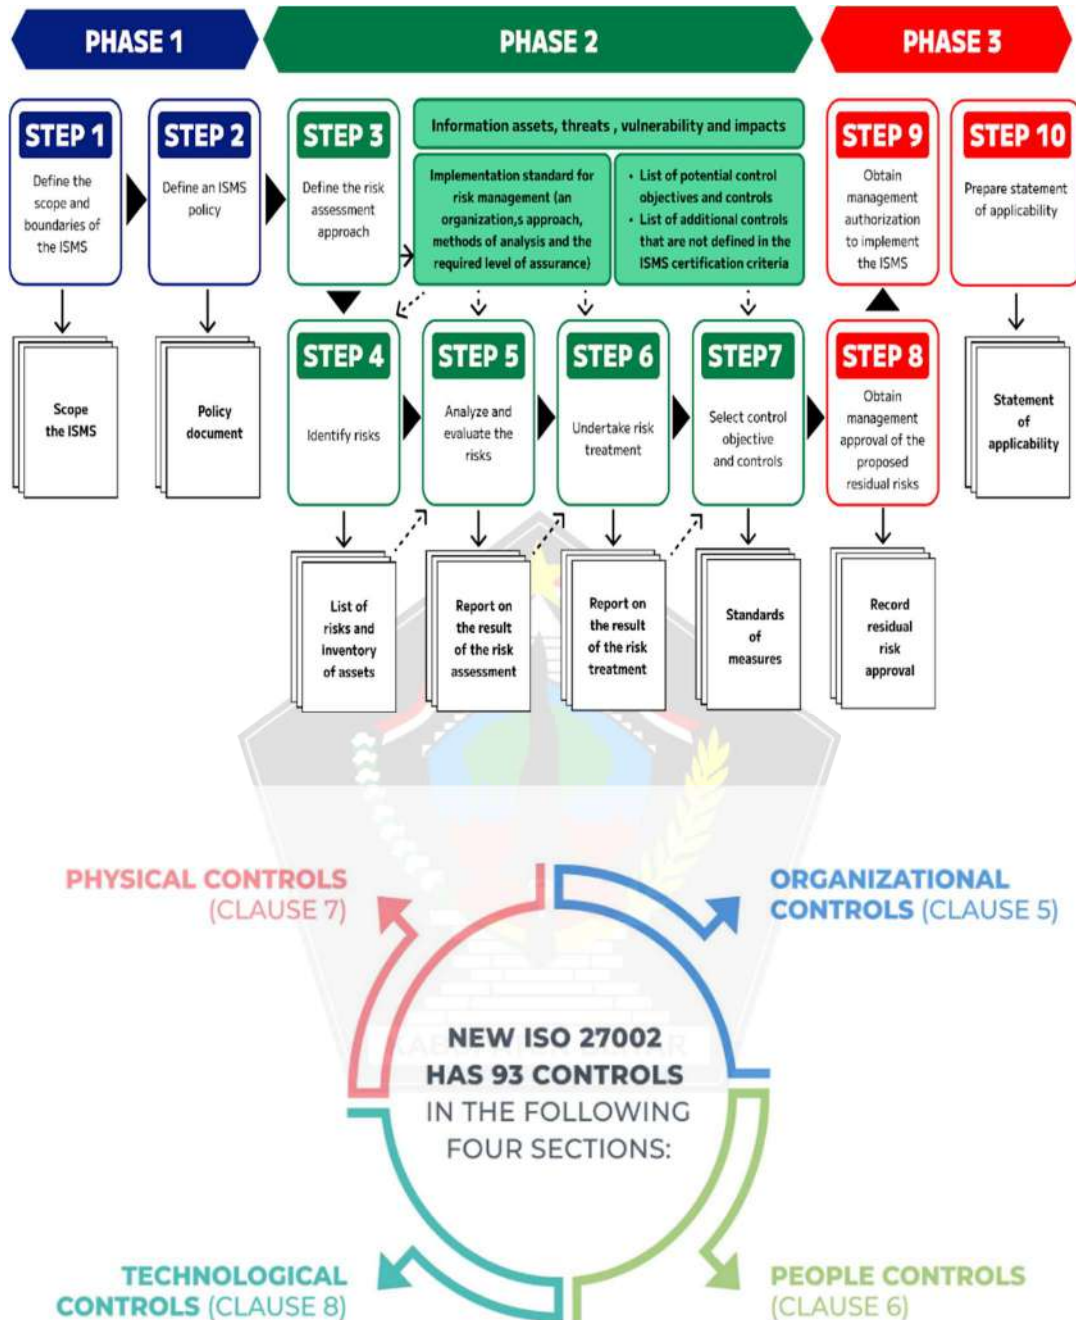 PHASE 1
PHASE 2
PHASE 3
STEP 1
Define the
scope and
boundaries of
the ISMS
STEP 2
Define an ISMS
policy
STEP 3
Define the risk
assessment
approach
Information assets, threats , vulnerability and impacts
Implementation standard for
risk management (an
organization,s approach,
methods of analysis and the
required level of assurance)
• List of potential control
objectives and controls
• List of additional controls
that are not defined in the
ISMS certification criteria
STEP 9
Obtain
management
authorization
to implement
the ISMS
STEP 10
Prepare statement
of applicability
Scope
the ISMS
Policy
document
STEP 4
Identify risks
STEP 5
Analyze and
evaluate the
risks
STEP 6
Undertake risk
treatment
STEP7
Select control
objective
and controls
STEP 8
Obtain
management
approval of the
proposed
residual risks
Statement
of
applicability
List of
risks and
inventory
of assets
Report on
the result
of the risk
assessment
Report on
the result
of the risk
treatment
Standards
of
measures
Record
residual
risk
approval
PHYSICAL CONTROLS
(CLAUSE 7)
ORGANIZATIONAL
CONTROLS (CLAUSE 5)
NEW ISO 27002
HAS 93 CONTROLS
IN THE FOLLOWING
FOUR SECTIONS:
TECHNOLOGICAL
CONTROLS (CLAUSE 8)
PEOPLE CONTROLS
(CLAUSE 6)